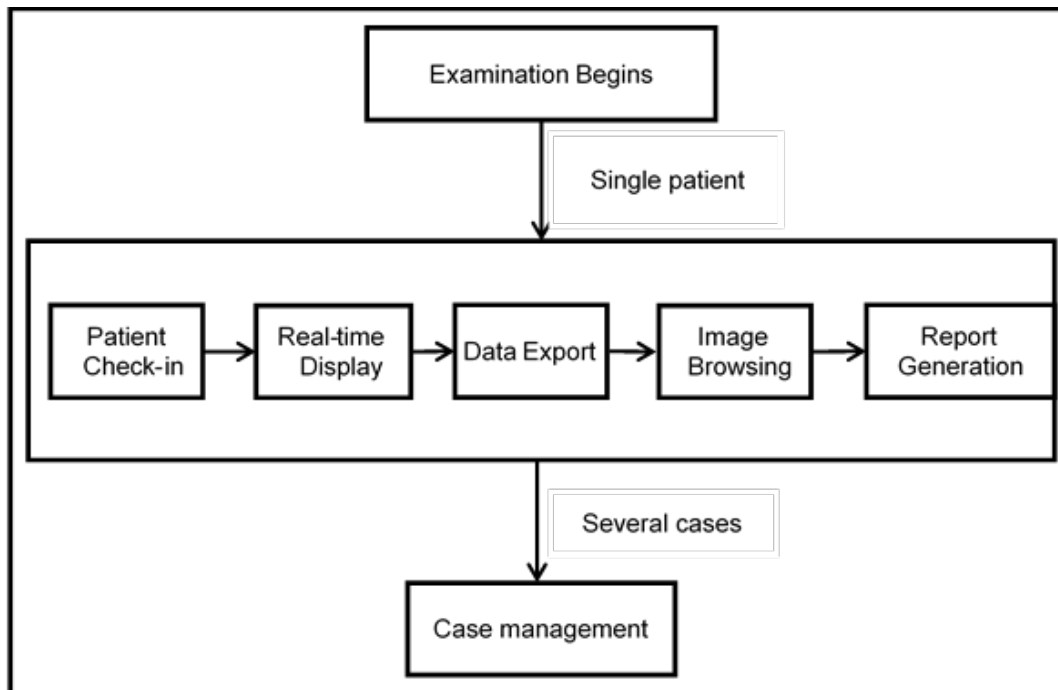 Examination Begins
Single patient
Patient
Check-in
Real-time
Display
Data Export
Image
Browsing
Report
Generation
Several cases
Case management